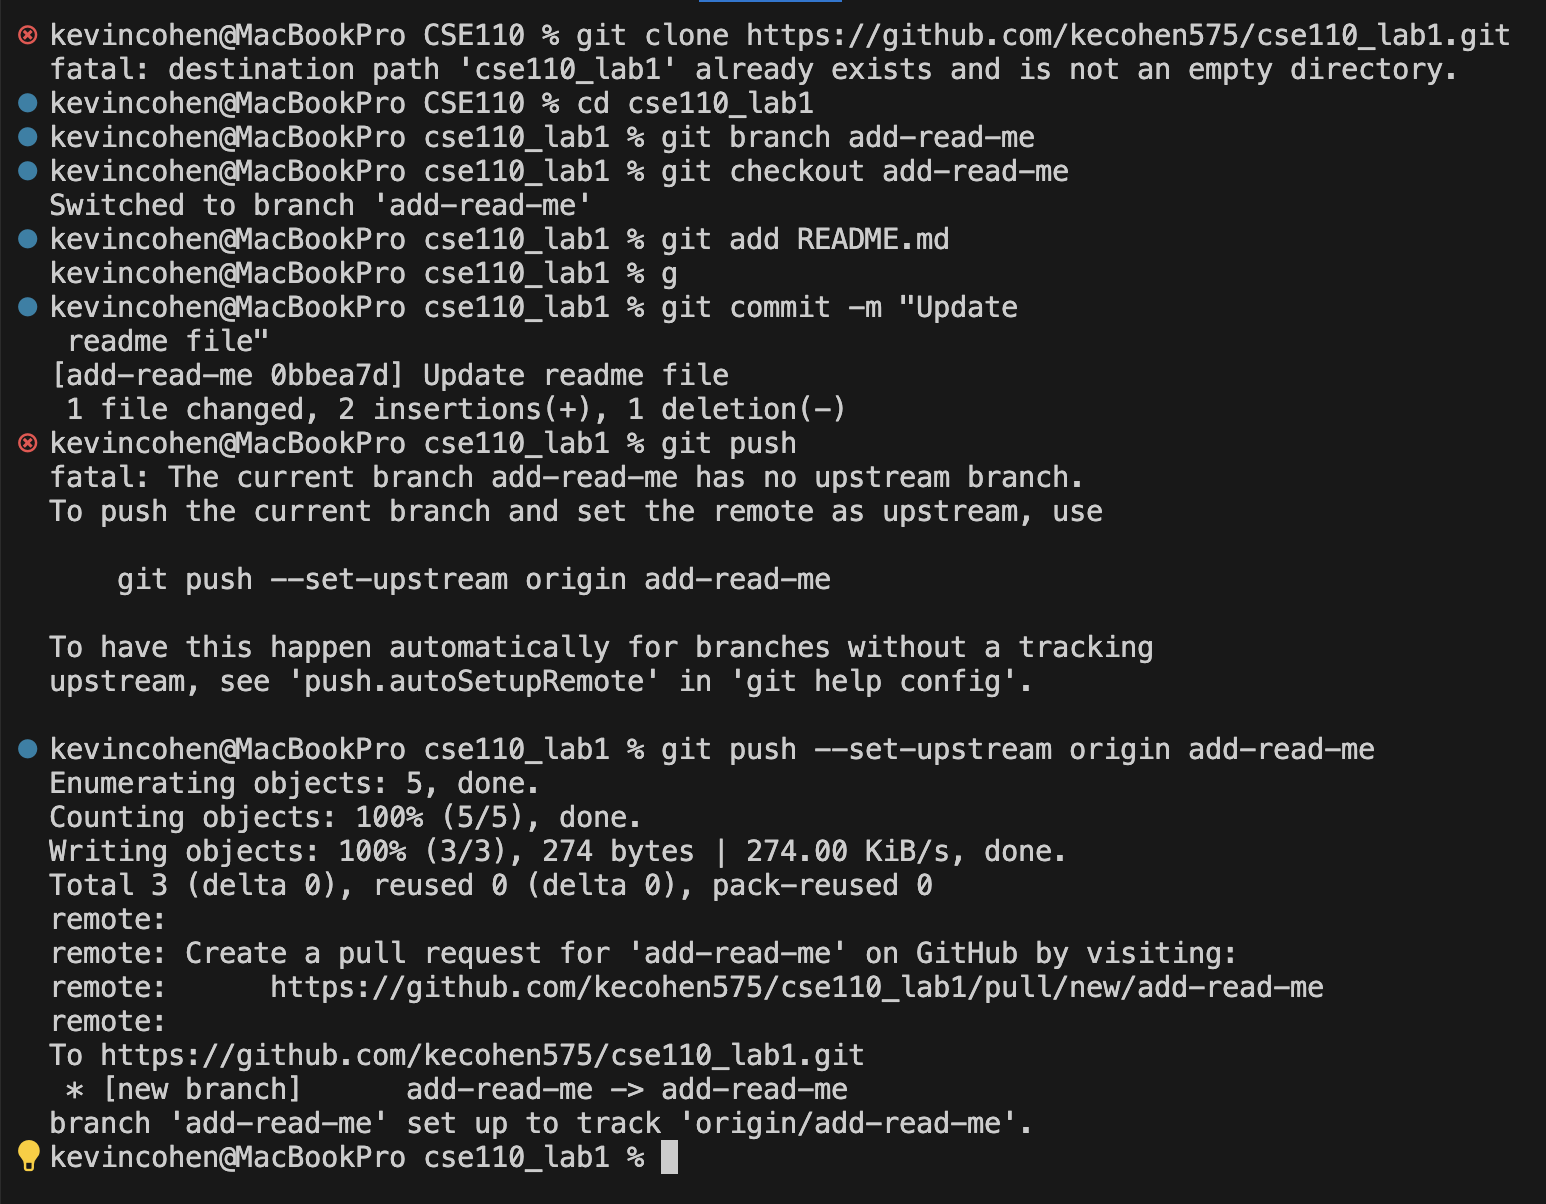 kevincohen@MacBookPro CSE110 % git clone https://github.com/kecohen575/cse110_lab1.git
fatal: destination path 'cse110_lab1' already exists and is not an empty directory.
kevincohen@MacBookPro CSE110 % cd cse110_lab1
kevincohen@MacBookPro cse110_lab1 % git branch add-read-me
kevincohen@MacBookPro cse110_lab1 % git checkout add-read-me
Switched to branch 'add-read-me'
kevincohen@MacBookPro cse110_lab1 % git add README.md
kevincohen@MacBookPro cse110_lab1 % g
kevincohen@MacBookPro cse110_lab1 % git commit -m "Update
 readme file"
[add-read-me 0bbea7d] Update readme file
 1 file changed, 2 insertions(+), 1 deletion(-)
kevincohen@MacBookPro cse110_lab1 % git push
fatal: The current branch add-read-me has no upstream branch.
To push the current branch and set the remote as upstream, use

    git push --set-upstream origin add-read-me

To have this happen automatically for branches without a tracking
upstream, see 'push.autoSetupRemote' in 'git help config'.

kevincohen@MacBookPro cse110_lab1 % git push --set-upstream origin add-read-me
Enumerating objects: 5, done.
Counting objects: 100% (5/5), done.
Writing objects: 100% (3/3), 274 bytes | 274.00 KiB/s, done.
Total 3 (delta 0), reused 0 (delta 0), pack-reused 0
remote:
remote: Create a pull request for 'add-read-me' on GitHub by visiting:
remote:      https://github.com/kecohen575/cse110_lab1/pull/new/add-read-me
remote:
To https://github.com/kecohen575/cse110_lab1.git
 * [new branch]      add-read-me -> add-read-me
branch 'add-read-me' set up to track 'origin/add-read-me'.
kevincohen@MacBookPro cse110_lab1 %